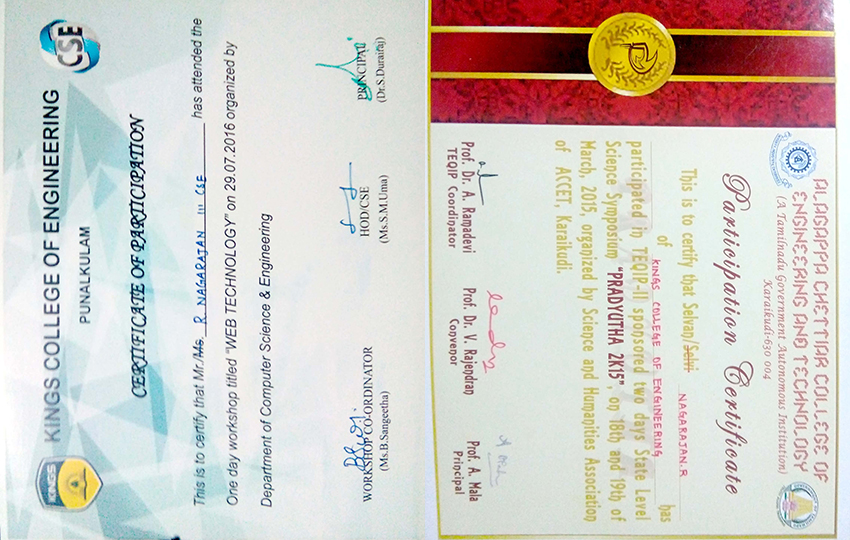 KINGS COLLEGE OF ENGINEERING
PUNALKULAM
KINGS
CSE
CERTIFICATE OF PARTICIPATION
This is to certify that Mr/Ms. R NAGARAJAN III CSE has attended the
One day workshop titled "WEB TECHNOLOGY" on 29.07.2016 organized by
Department of Computer Science & Engineering
WORKSHOP CO-ORDINATOR
(Ms.B.Sangeetha)
HOD/CSE
(Ms.S.M.Uma)
PRINCIPAL
(Dr.S.Durairaj)
ALAGAPPA CHETTIAR COLLEGE OF
ENGINEERING AND TECHNOLOGY
(A Tamilnadu Government Autonomous Institution)
Karaikudi-630 004
Participation Certificate
This is to certify that Selvan/Selvi NAGARAJAN.R
of KINGS COLLEGE OF ENGINEERING has
participated in TEQIP-II sponsored two days State Level
Science Symposium "PRADYUTHA 2K15", on 18th and 19th of
March, 2015, organized by Science and Humanities Association
of ACCET, Karaikudi.
Prof. Dr. A. Ramadevi
TEQIP Coordinator
Prof. Dr. V. Rajendran
Convenor
Prof. A. Mala
Principal